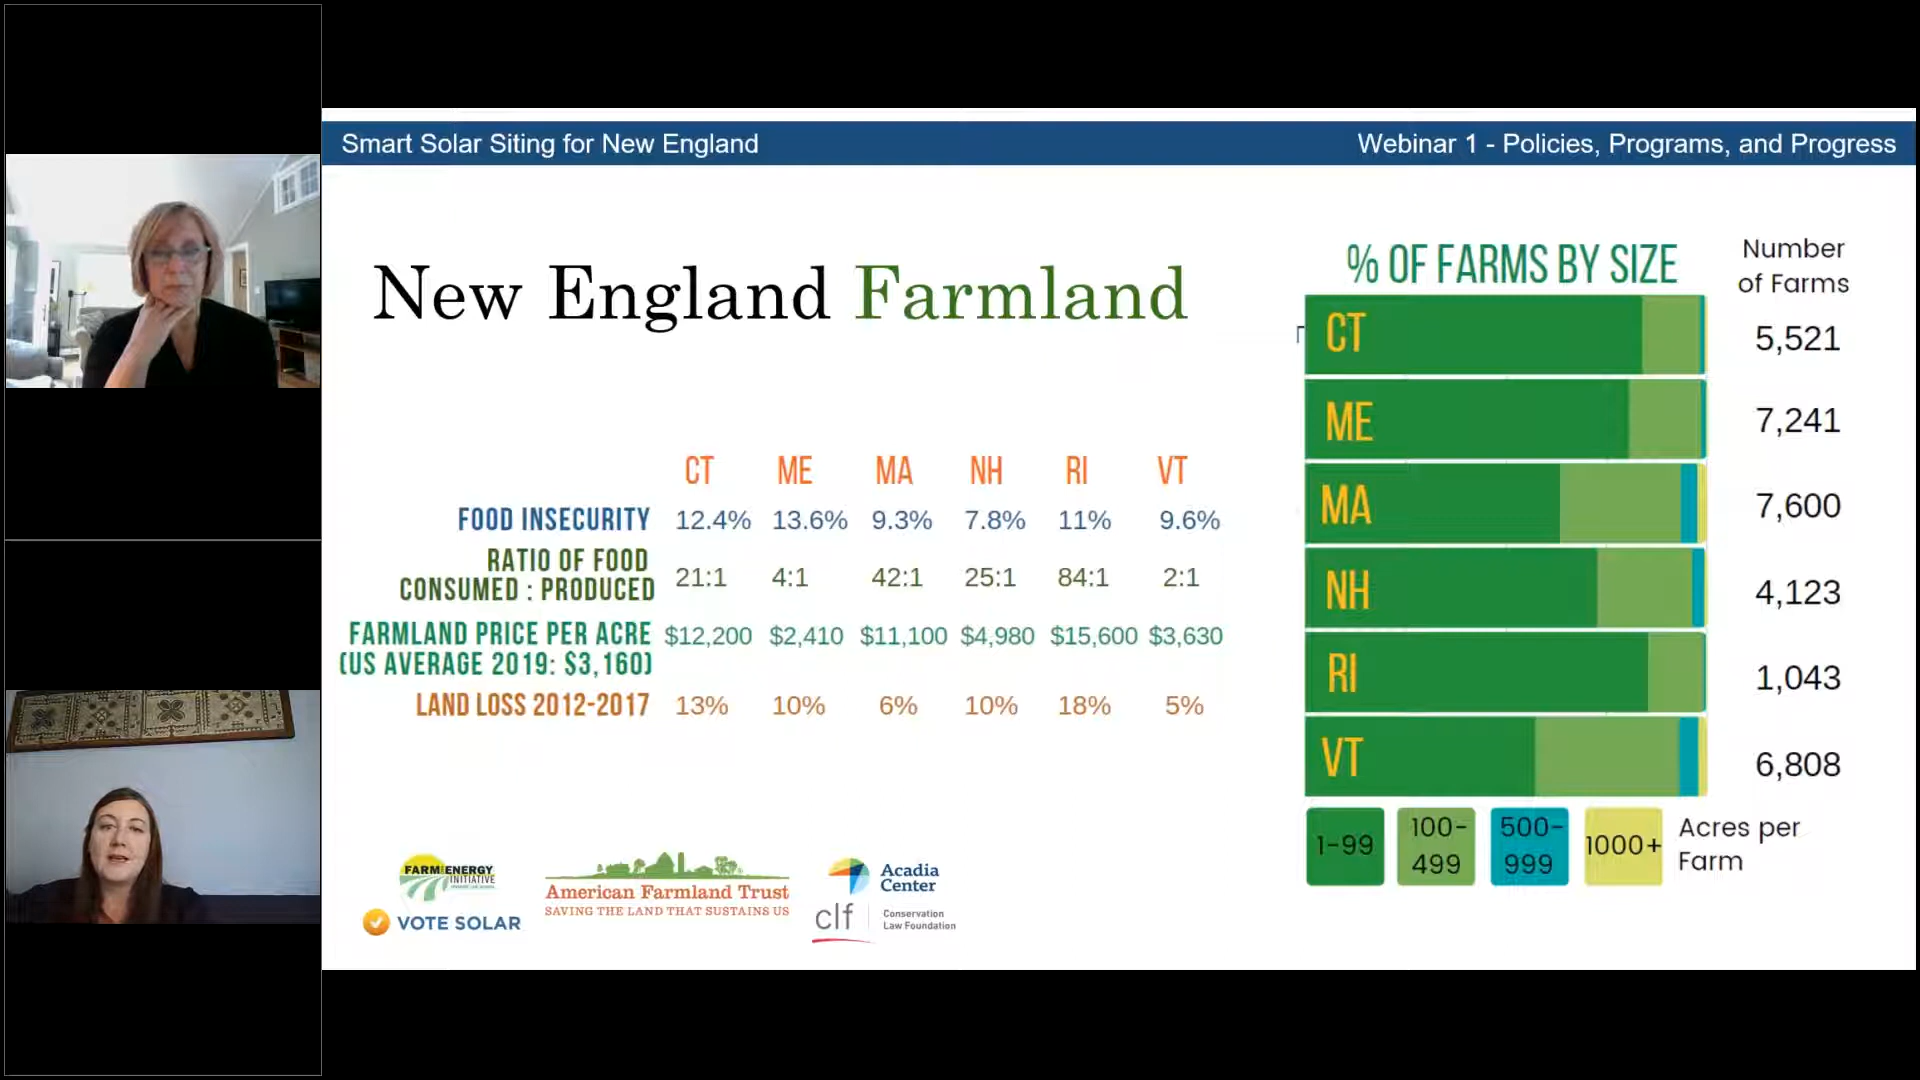 Smart Solar Siting for New England
Webinar 1 - Policies, Programs, and Progress
New England Farmland
CT ME MA NH RI VT
FOOD INSECURITY 12.4% 13.6% 9.3% 7.8% 11% 9.6%
RATIO OF FOOD
CONSUMED : PRODUCED 21:1 4:1 42:1 25:1 84:1 2:1
FARMLAND PRICE PER ACRE $12,200 $2,410 $11,100 $4,980 $15,600 $3,630
(US AVERAGE 2019: $3,160)
LAND LOSS 2012-2017 13% 10% 6% 10% 18% 5%
% OF FARMS BY SIZE
Number
of Farms
CT 5,521
ME 7,241
MA 7,600
NH 4,123
RI 1,043
VT 6,808
1-99
100-
499
500-
999
1000+
Acres per
Farm
FARM ENERGY
INITIATIVE
VOTE SOLAR
American Farmland Trust
SAVING THE LAND THAT SUSTAINS US
Acadia
Center
clf
Conservation
Law Foundation